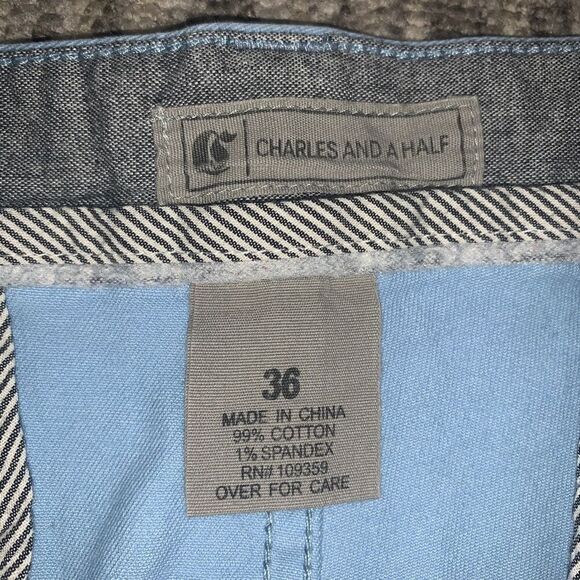 CHARLES AND A HALF
36
MADE IN CHINA
99% COTTON
1% SPANDEX
RN# 109359
OVER FOR CARE